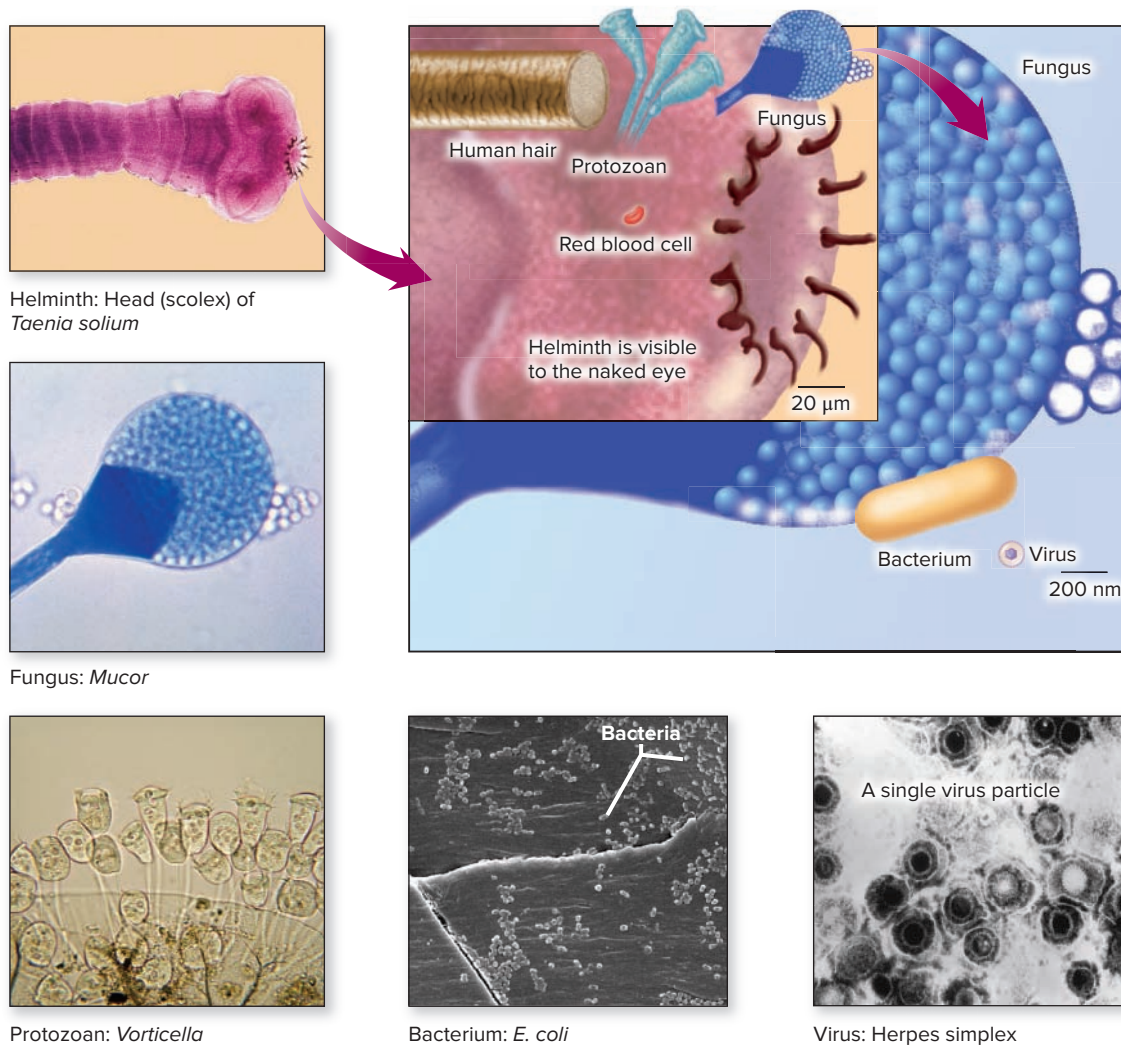 Helminth: Head (scolex) of
Taenia solium
Fungus: Mucor
Human hair
Protozoan
Fungus
Red blood cell
Helminth is visible
to the naked eye
20 μm
Fungus
Bacterium
Virus
200 nm
Protozoan: Vorticella
Bacteria
Bacterium: E. coli
A single virus particle
Virus: Herpes simplex